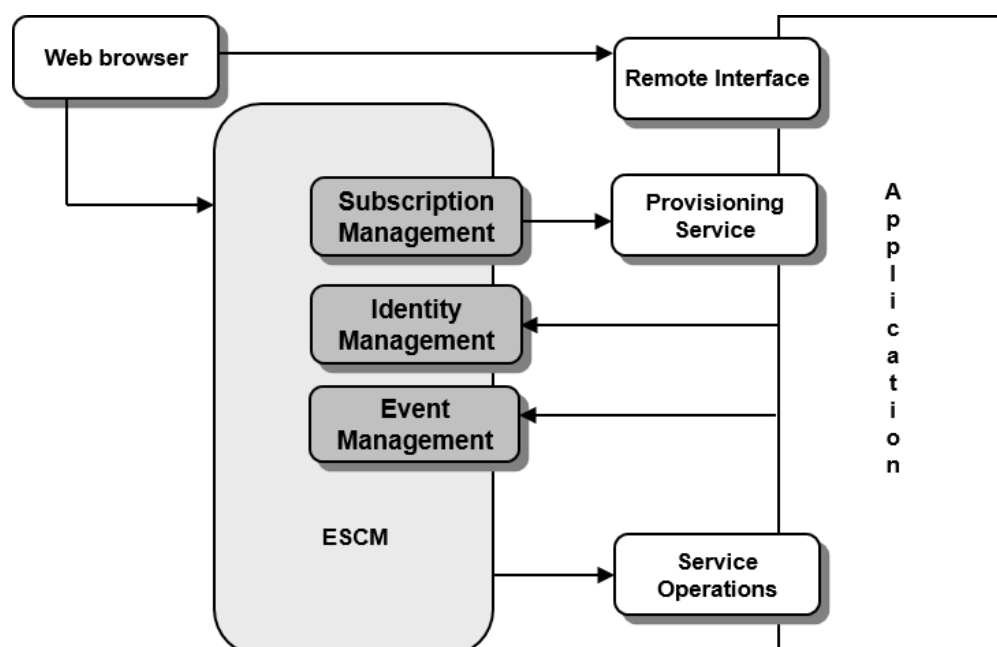 Web browser
Remote Interface
Subscription
Management
Provisioning
Service
Identity
Management
Event
Management
ESCM
Service
Operations
A
p
p
l
i
c
a
t
i
o
n